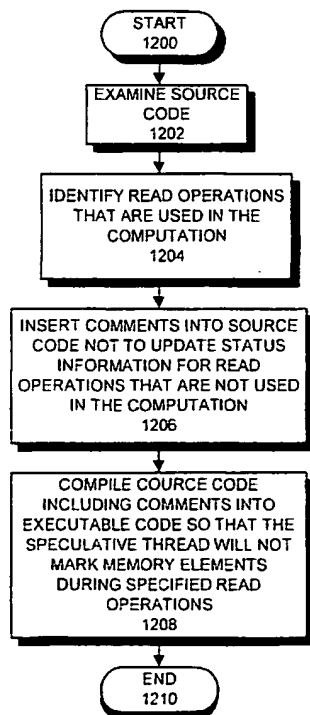 START
1200
EXAMINE SOURCE
CODE
1202
IDENTIFY READ OPERATIONS
THAT ARE USED IN THE
COMPUTATION
1204
INSERT COMMENTS INTO SOURCE
CODE NOT TO UPDATE STATUS
INFORMATION FOR READ
OPERATIONS THAT ARE NOT USED
IN THE COMPUTATION
1206
COMPILE COURCE CODE
INCLUDING COMMENTS INTO
EXECUTABLE CODE SO THAT THE
SPECULATIVE THREAD WILL NOT
MARK MEMORY ELEMENTS
DURING SPECIFIED READ
OPERATIONS
1208
END
1210